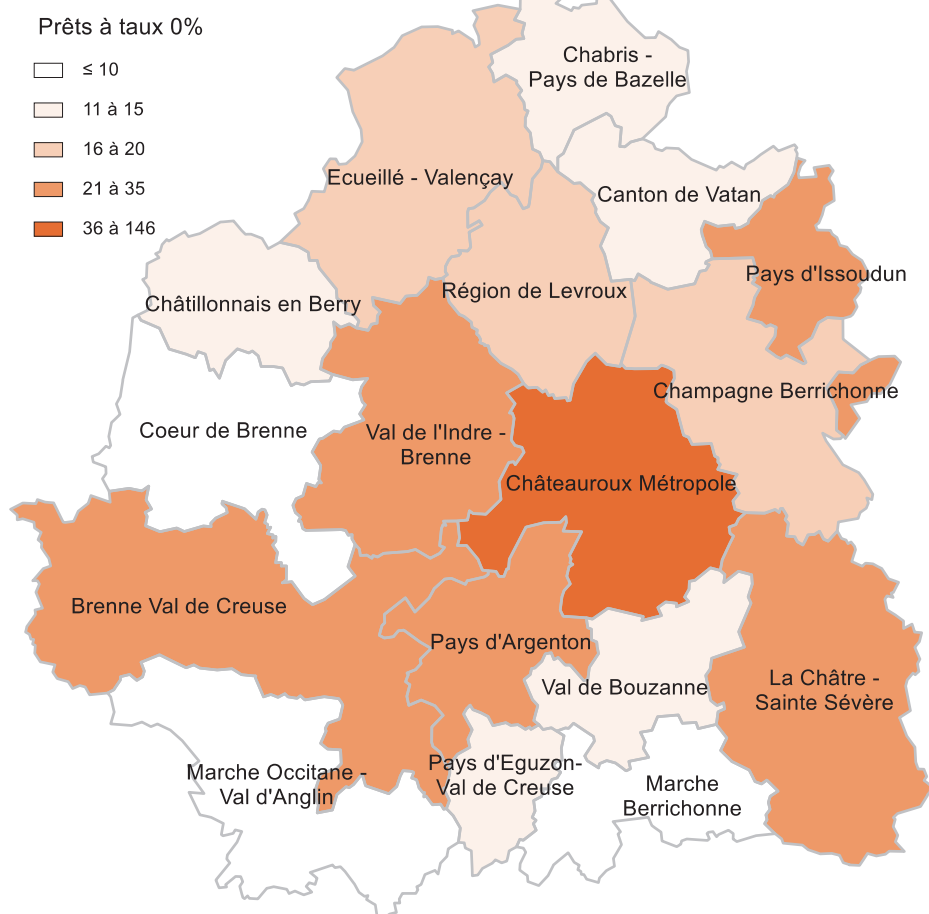 Prêts à taux 0%
≤ 10
11 à 15
16 à 20
21 à 35
36 à 146
Chabris -
Pays de Bazelle
Ecueillé - Valençay
Canton de Vatan
Pays d'Issoudun
Région de Levroux
Châtillonnais en Berry
Champagne Berrichonne
Coeur de Brenne
Val de l'Indre -
Brenne
Châteauroux Métropole
Brenne Val de Creuse
Pays d'Argenton
Val de Bouzanne
La Châtre -
Sainte Sévère
Marche Occitane -
Val d'Anglin
Pays d'Eguzon-
Val de Creuse
Marche
Berrichonne